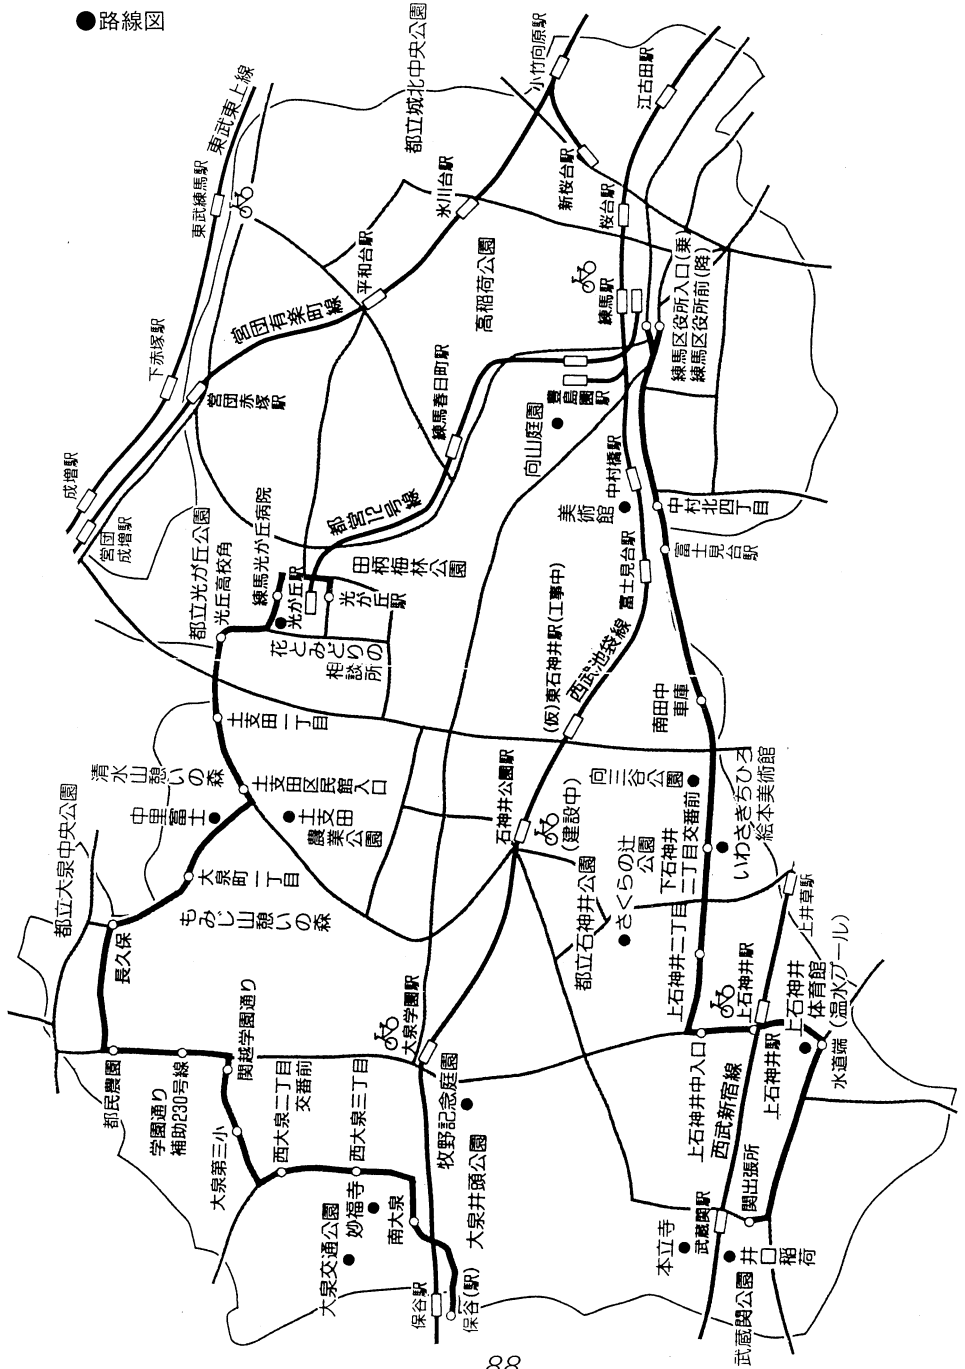 ●路線図
東武東上線
東武練馬駅
下赤塚駅
成増駅
営団
成増駅
営団赤塚駅
営団有楽町線
平和台駅
氷川台駅
都立城北中央公園
小竹向原駅
江古田駅
新桜台駅
桜台駅
練馬駅
練馬区役所入口(乗)
練馬区役所前(降)
高稲荷公園
練馬春日町駅
豊島園駅
向山庭園
都営12号線
中村橋駅
美術館
中村北四丁目
富士見台駅
富士見台駅
都立光が丘公園
光丘高校角
練馬光が丘病院
光が丘駅
光が丘駅
田柄梅林公園
花とみどりの
相談所
土支田一丁目
清水山憩いの森
土支田区民館入口
中里富士
土支田
農業公園
大泉町一丁目
もみじ山憩いの森
都立大泉中央公園
長久保
都民農園
学園通り
補助230号線
関越学園通り
大泉第三小
西大泉二丁目
交番前
西大泉三丁目
妙福寺
大泉交通公園
南大泉
保谷駅
保谷(駅)
大泉学園駅
牧野記念庭園
大泉井頭公園
石神井公園駅
(建設中)
(仮)東石神井駅(工事中)
西武池袋線
南田中
車庫
向三谷公園
下石神井
二丁目交番前
いわさきちひろ
絵本美術館
さくらの辻
公園
都立石神井公園
上石神井二丁目
上井草駅
上石神井駅
上石神井
体育館
(温水プール)
水道端
上石神井駅
上石神井中入口
西武新宿線
関出張所
武蔵関駅
本立寺
井口稲荷
武蔵関公園
88